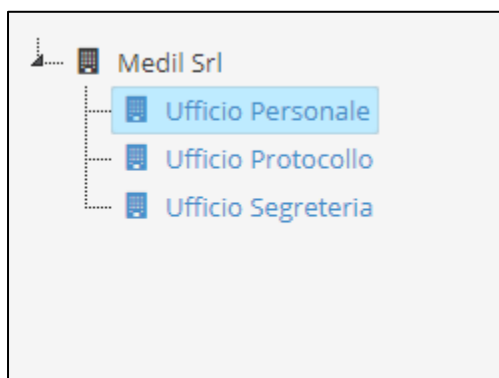 Medil Srl
Ufficio Personale
Ufficio Protocollo
Ufficio Segreteria